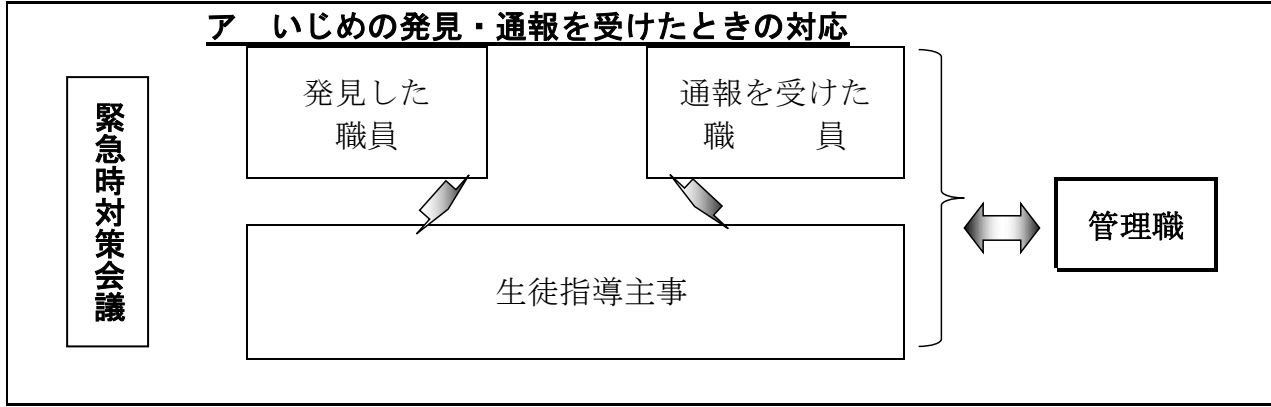 ア　いじめの発見・通報を受けたときの対応
緊急時対策会議
発見した
職員
通報を受けた
職　　員
生徒指導主事
管理職